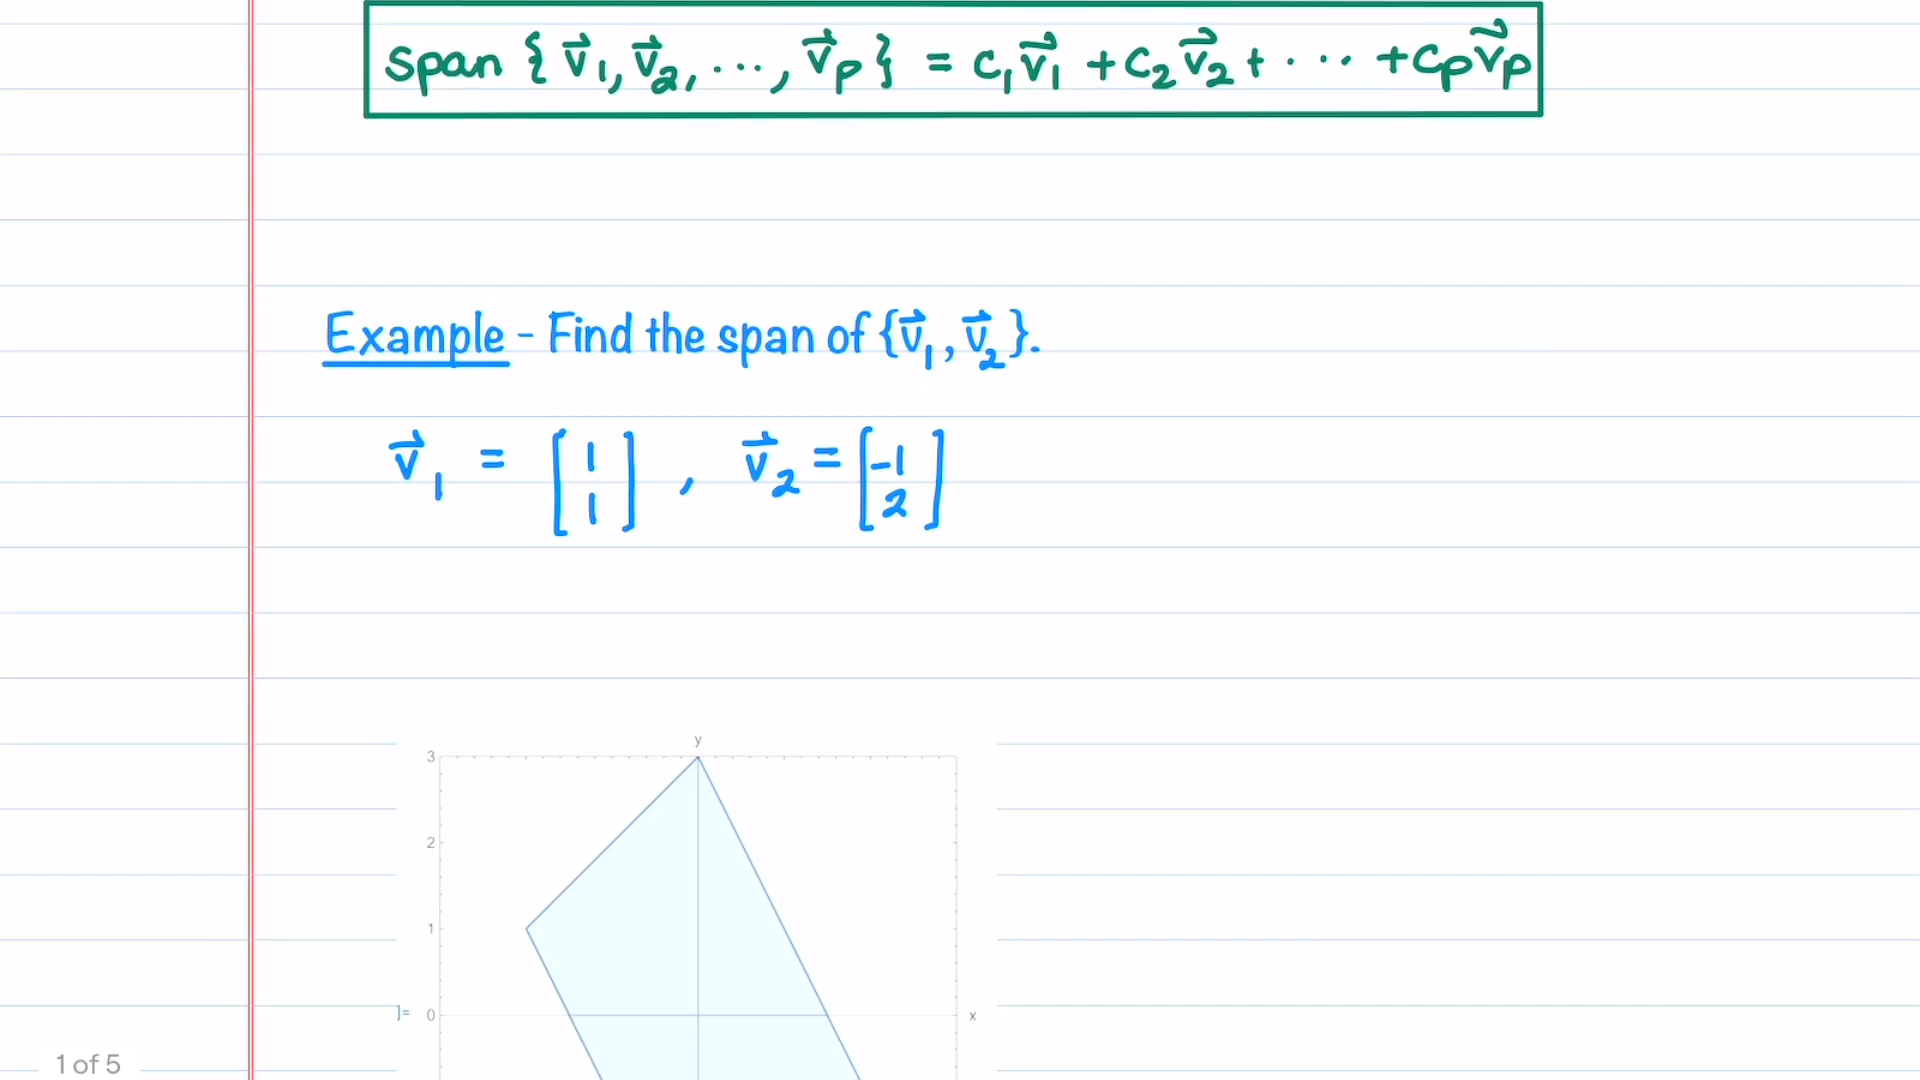 span { v⃗₁, v⃗₂, ..., v⃗ₚ } = c₁v⃗₁ + c₂v⃗₂ + ··· + cₚv⃗ₚ
Example - Find the span of {v⃗₁, v⃗₂}.
v⃗₁ = [1 1], v⃗₂ = [-1 2]
y
3
2
1
]= 0 x
1 of 5